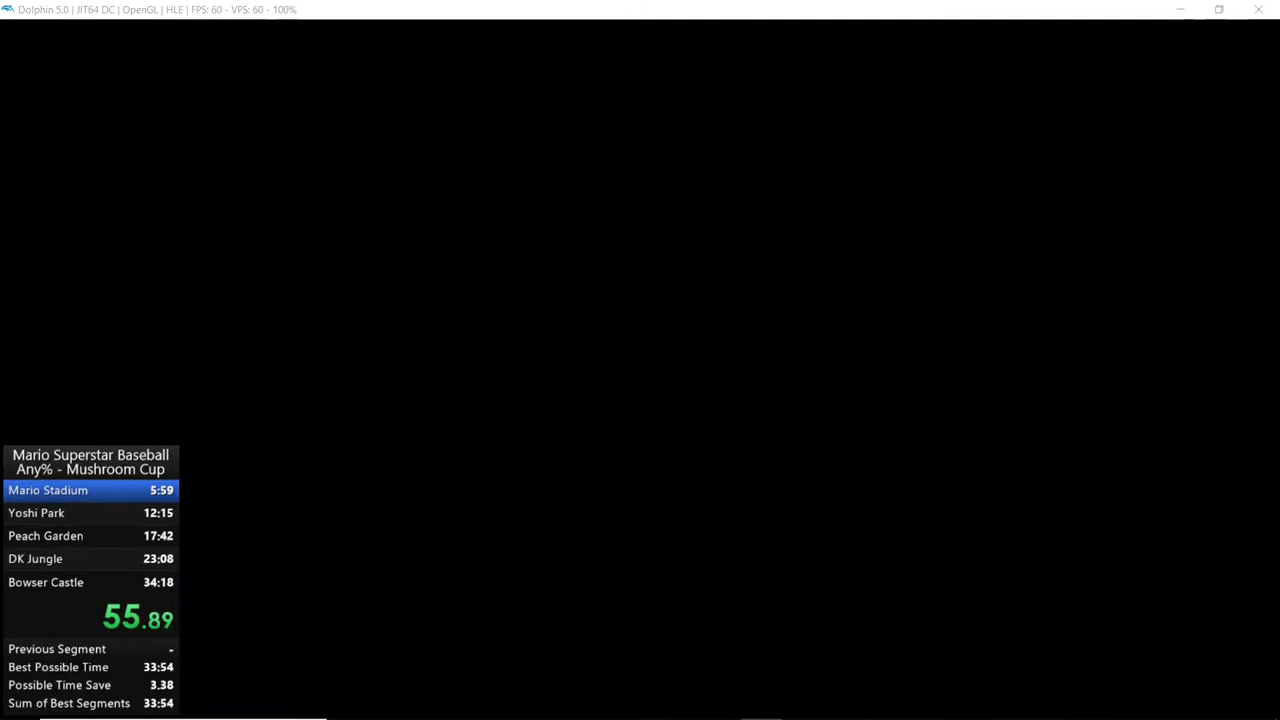 Dolphin 5.0 | JIT64 DC | OpenGL | HLE | FPS: 60 - VPS: 60 - 100%
Mario Superstar Baseball
Any% - Mushroom Cup
Mario Stadium 5:59
Yoshi Park 12:15
Peach Garden 17:42
DK Jungle 23:08
Bowser Castle 34:18
55.89
Previous Segment -
Best Possible Time 33:54
Possible Time Save 3.38
Sum of Best Segments 33:54